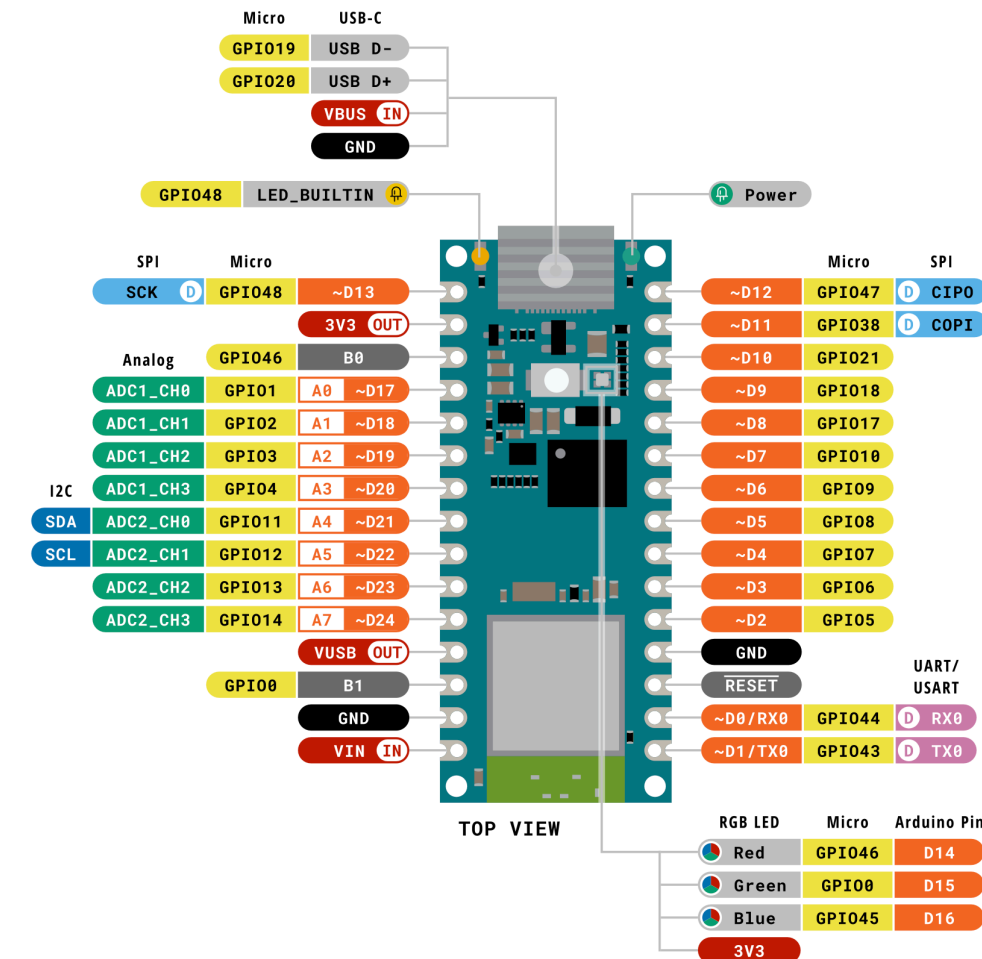 Micro USB-C
GPIO19 USB D-
GPIO20 USB D+
VBUS IN
GND
GPIO48 LED_BUILTIN
Power
SPI Micro
SCK D GPIO48 ~D13
3V3 OUT
GPIO46 B0
Analog
ADC1_CH0 GPIO1 A0 ~D17
ADC1_CH1 GPIO2 A1 ~D18
ADC1_CH2 GPIO3 A2 ~D19
I2C
ADC1_CH3 GPIO4 A3 ~D20
SDA ADC2_CH0 GPIO11 A4 ~D21
SCL ADC2_CH1 GPIO12 A5 ~D22
ADC2_CH2 GPIO13 A6 ~D23
ADC2_CH3 GPIO14 A7 ~D24
VUSB OUT
GPIO0 B1
GND
VIN IN
Micro SPI
~D12 GPIO47 D CIPO
~D11 GPIO38 D COPI
~D10 GPIO21
~D9 GPIO18
~D8 GPIO17
~D7 GPIO10
~D6 GPIO9
~D5 GPIO8
~D4 GPIO7
~D3 GPIO6
~D2 GPIO5
GND
RESET
UART/
USART
~D0/RX0 GPIO44 D RX0
~D1/TX0 GPIO43 D TX0
TOP VIEW
RGB LED Micro Arduino Pin
Red GPIO46 D14
Green GPIO0 D15
Blue GPIO45 D16
3V3